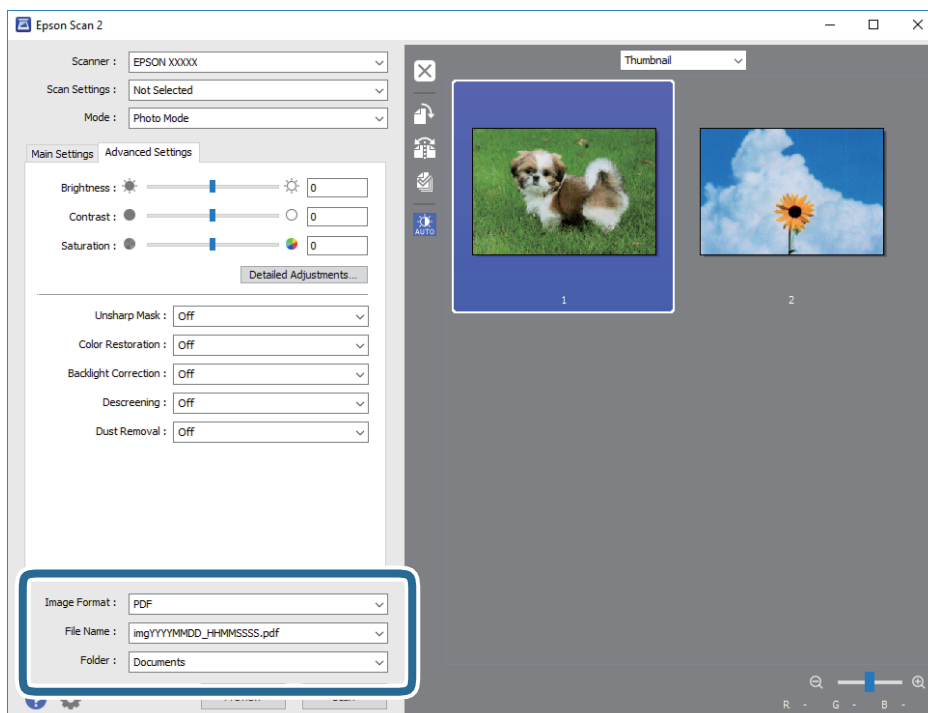 Epson Scan 2
Scanner : EPSON XXXXX
Scan Settings : Not Selected
Mode : Photo Mode
Main Settings Advanced Settings
Brightness : 0
Contrast : 0
Saturation : 0
Detailed Adjustments...
Unsharp Mask : Off
Color Restoration : Off
Backlight Correction : Off
Descreening : Off
Dust Removal : Off
Image Format : PDF
File Name : imgYYYYMMDD_HHMMSSSS.pdf
Folder : Documents
Thumbnail
AUTO
1
2
R - G - B -